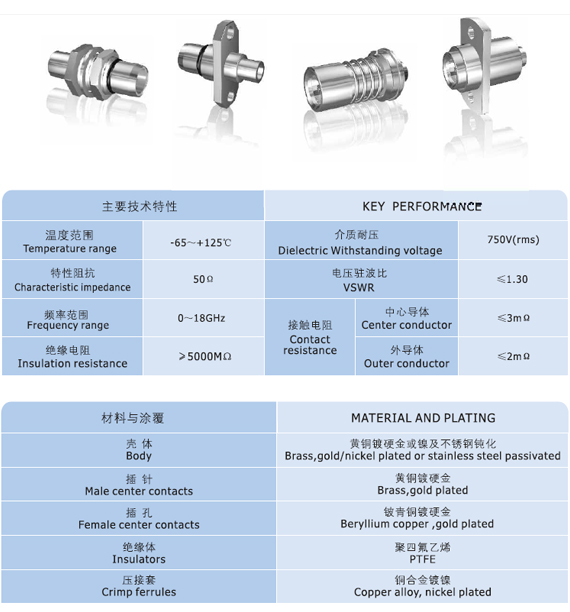 主要技术特性
KEY PERFORMANCE
温度范围
Temperature range
-65～+125℃
介质耐压
Dielectric Withstanding voltage
750V(rms)
特性阻抗
Characteristic impedance
50Ω
电压驻波比
VSWR
≤1.30
频率范围
Frequency range
0～18GHz
接触电阻
Contact
resistance
中心导体
Center conductor
≤3mΩ
绝缘电阻
Insulation resistance
≥5000MΩ
外导体
Outer conductor
≤2mΩ
材料与涂覆
MATERIAL AND PLATING
壳 体
Body
黄铜镀硬金或镍及不锈钢钝化
Brass,gold/nickel plated or stainless steel passivated
插 针
Male center contacts
黄铜镀硬金
Brass,gold plated
插 孔
Female center contacts
铍青铜镀硬金
Beryllium copper ,gold plated
绝缘体
Insulators
聚四氟乙烯
PTFE
压接套
Crimp ferrules
铜合金镀镍
Copper alloy, nickel plated